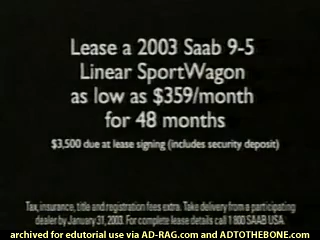 Lease a 2003 Saab 9-5
Linear SportWagon
as low as $359/month
for 48 months
$3,500 due at lease signing (includes security deposit)
Tax, insurance, title and registration fees extra. Take delivery from a participating
dealer by January 31, 2003. For complete lease details call 1 800 SAAB USA.
archived for edutorial use via AD-RAG.com and ADTOTHEBONE.com